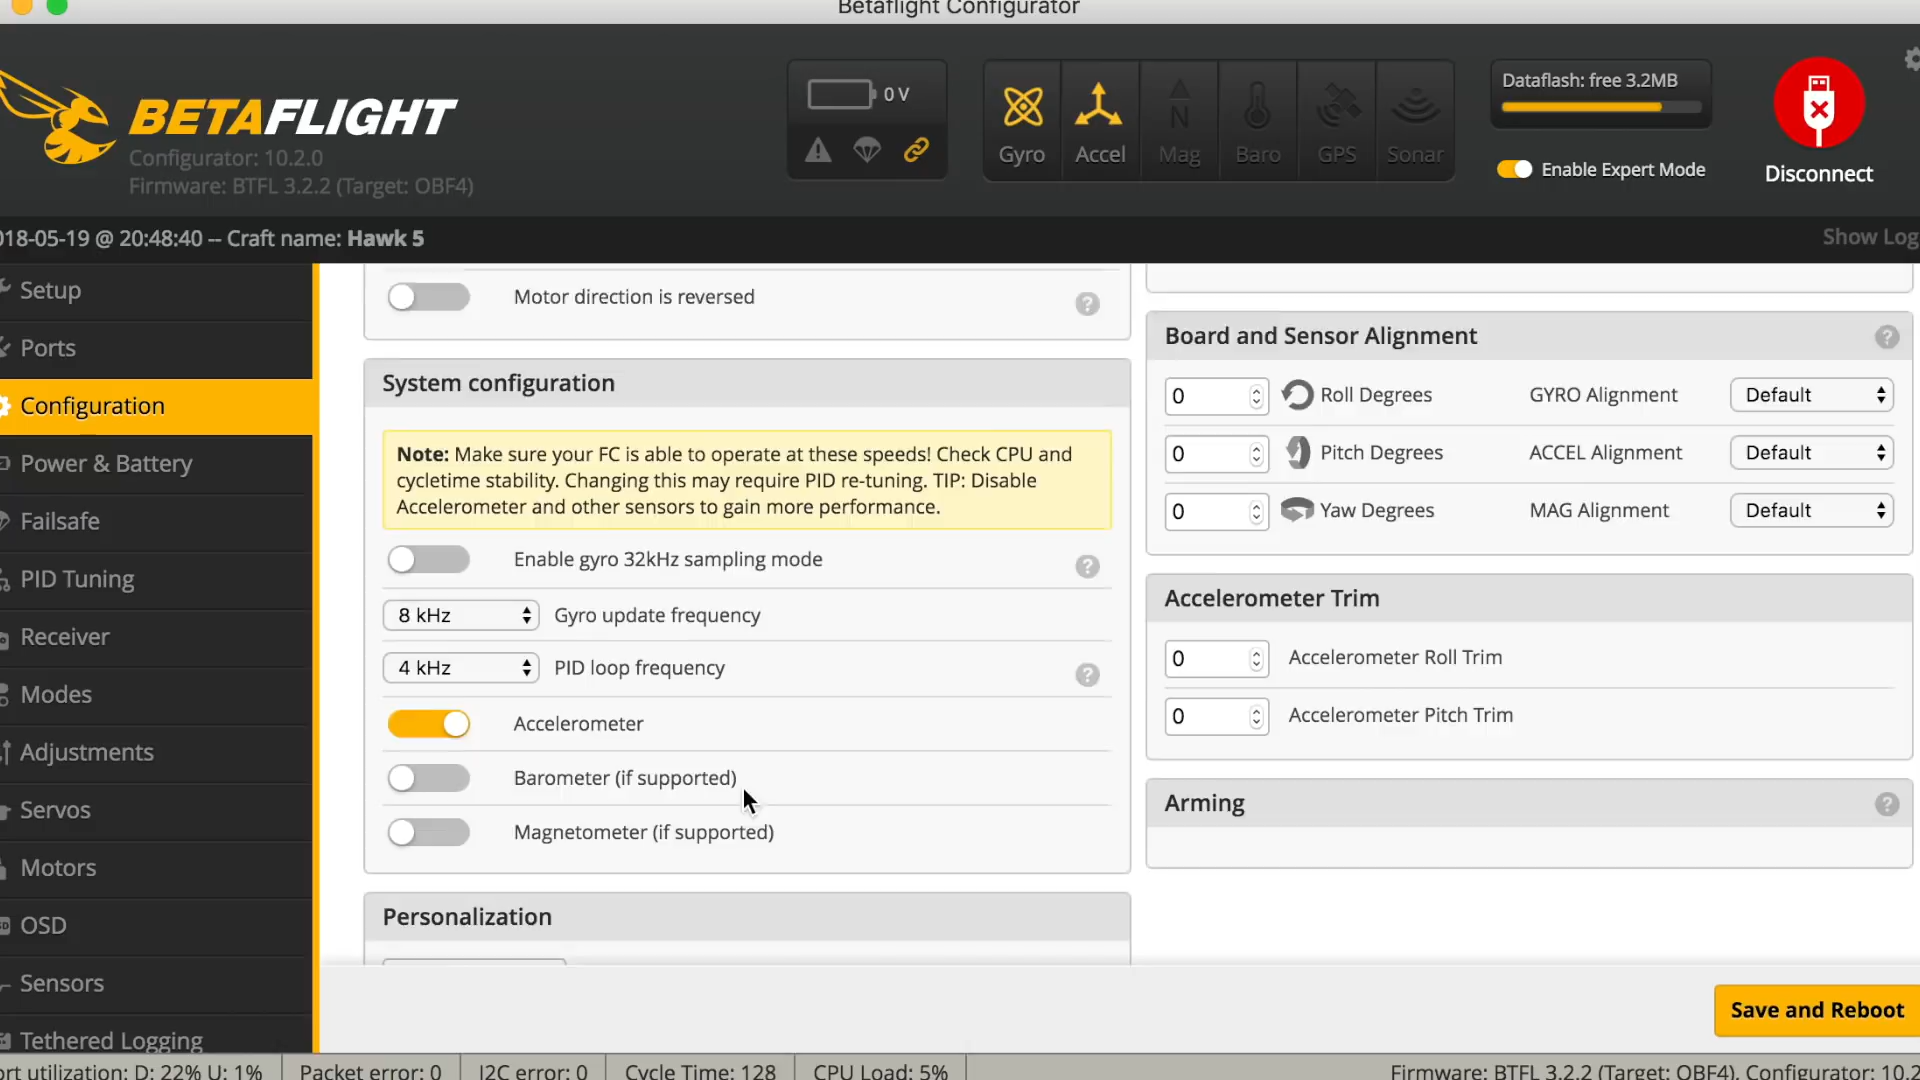 Betaflight Configurator
BETAFLIGHT
Configurator: 10.2.0
Firmware: BTFL 3.2.2 (Target: OBF4)
0 V
Gyro
Accel
Mag
Baro
GPS
Sonar
Dataflash: free 3.2MB
Enable Expert Mode
Disconnect
018-05-19 @ 20:48:40 -- Craft name: Hawk 5
Show Log
Setup
Ports
Configuration
Power & Battery
Failsafe
PID Tuning
Receiver
Modes
Adjustments
Servos
Motors
OSD
Sensors
Tethered Logging
Motor direction is reversed
?
System configuration
Note: Make sure your FC is able to operate at these speeds! Check CPU and
cycletime stability. Changing this may require PID re-tuning. TIP: Disable
Accelerometer and other sensors to gain more performance.
Enable gyro 32kHz sampling mode
?
8 kHz Gyro update frequency
4 kHz PID loop frequency
?
Accelerometer
Barometer (if supported)
Magnetometer (if supported)
Personalization
Board and Sensor Alignment
?
0 Roll Degrees GYRO Alignment Default
0 Pitch Degrees ACCEL Alignment Default
0 Yaw Degrees MAG Alignment Default
Accelerometer Trim
0 Accelerometer Roll Trim
0 Accelerometer Pitch Trim
Arming
?
Save and Reboot
ort utilization: D: 22% U: 1%
Packet error: 0
I2C error: 0
Cycle Time: 128
CPU Load: 5%
Firmware: BTFL 3.2.2 (Target: OBF4), Configurator: 10.2